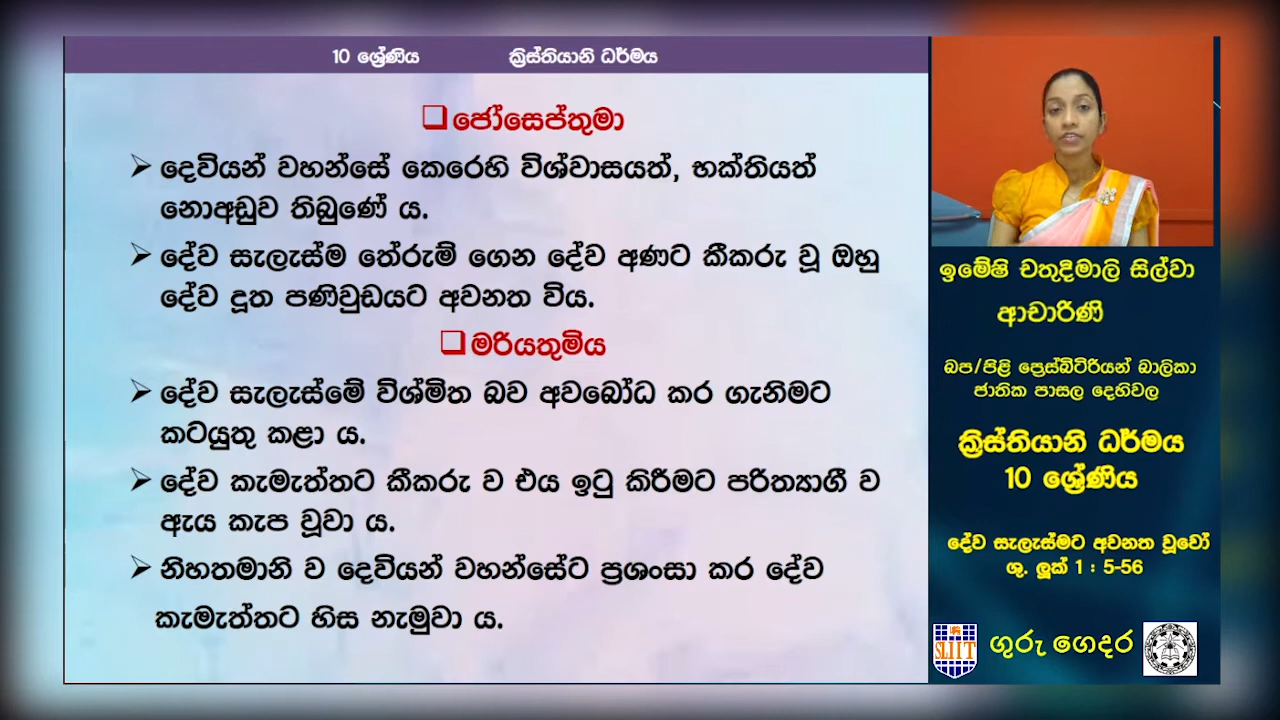 10 ශ්‍රේණිය ක්‍රිස්තියානි ධර්මය
ජෝසෙප්තුමා
දෙවියන් වහන්සේ කෙරෙහි විශ්වාසයත්, භක්තියත්
නොඅඩුව තිබුණේ ය.
දේව සැලැස්ම තේරුම් ගෙන දේව අණට කීකරු වූ ඔහු
දේව දූත පණිවුඩයට අවනත විය.
මරියතුමිය
දේව සැලැස්මේ විශ්මිත බව අවබෝධ කර ගැනීමට
කටයුතු කළා ය.
දේව කැමැත්තට කීකරු ව එය ඉටු කිරීමට පරිත්‍යාගී ව
ඇය කැප වූවා ය.
නිහතමානි ව දෙවියන් වහන්සේට ප්‍රශංසා කර දේව
කැමැත්තට හිස නැමුවා ය.
ඉමේෂි චතුදිමාලි සිල්වා
ආචාරිණි
බප/පිළි ප්‍රෙස්බිටිරියන් බාලිකා
ජාතික පාසල දෙහිවල
ක්‍රිස්තියානි ධර්මය
10 ශ්‍රේණිය
දේව සැලැස්මට අවනත වූවෝ
ශු. ලූක් 1 : 5-56
SLIIT
ගුරු ගෙදර